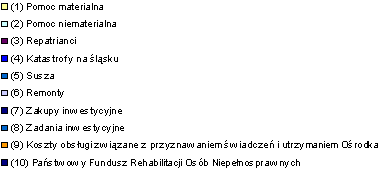 (1) Pomoc materialna
(2) Pomoc niematerialna
(3) Repatrianci
(4) Katastrofy na śląsku
(5) Susza
(6) Remonty
(7) Zakupy inwestycyjne
(8) Zadania inwestycyjne
(9) Koszty obsługi związane z przyznawaniem świadczeń i utrzymaniem Ośrodka
(10) Państwowy Fundusz Rehabilitacji Osób Niepełnosprawnych